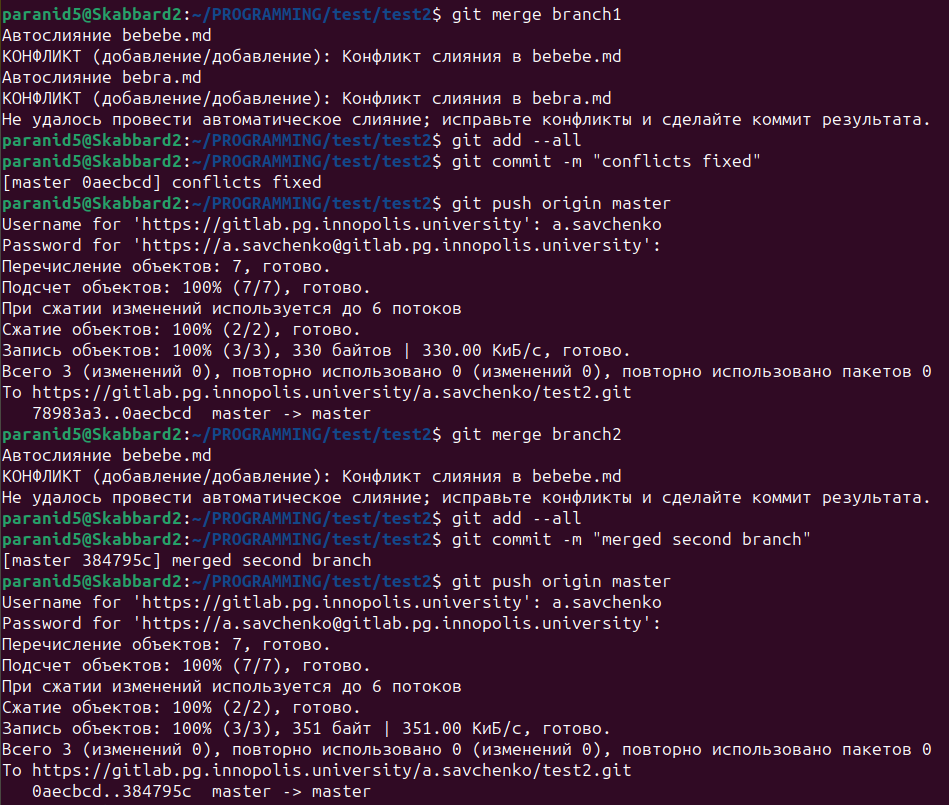 paranid5@Skabbard2:~/PROGRAMMING/test/test2$ git merge branch1
Автослияние bebebe.md
КОНФЛИКТ (добавление/добавление): Конфликт слияния в bebebe.md
Автослияние bebra.md
КОНФЛИКТ (добавление/добавление): Конфликт слияния в bebra.md
Не удалось провести автоматическое слияние; исправьте конфликты и сделайте коммит результата.
paranid5@Skabbard2:~/PROGRAMMING/test/test2$ git add --all
paranid5@Skabbard2:~/PROGRAMMING/test/test2$ git commit -m "conflicts fixed"
[master 0aecbcd] conflicts fixed
paranid5@Skabbard2:~/PROGRAMMING/test/test2$ git push origin master
Username for 'https://gitlab.pg.innopolis.university': a.savchenko
Password for 'https://a.savchenko@gitlab.pg.innopolis.university':
Перечисление объектов: 7, готово.
Подсчет объектов: 100% (7/7), готово.
При сжатии изменений используется до 6 потоков
Сжатие объектов: 100% (2/2), готово.
Запись объектов: 100% (3/3), 330 байтов | 330.00 КиБ/с, готово.
Всего 3 (изменений 0), повторно использовано 0 (изменений 0), повторно использовано пакетов 0
To https://gitlab.pg.innopolis.university/a.savchenko/test2.git
   78983a3..0aecbcd  master -> master
paranid5@Skabbard2:~/PROGRAMMING/test/test2$ git merge branch2
Автослияние bebebe.md
КОНФЛИКТ (добавление/добавление): Конфликт слияния в bebebe.md
Не удалось провести автоматическое слияние; исправьте конфликты и сделайте коммит результата.
paranid5@Skabbard2:~/PROGRAMMING/test/test2$ git add --all
paranid5@Skabbard2:~/PROGRAMMING/test/test2$ git commit -m "merged second branch"
[master 384795c] merged second branch
paranid5@Skabbard2:~/PROGRAMMING/test/test2$ git push origin master
Username for 'https://gitlab.pg.innopolis.university': a.savchenko
Password for 'https://a.savchenko@gitlab.pg.innopolis.university':
Перечисление объектов: 7, готово.
Подсчет объектов: 100% (7/7), готово.
При сжатии изменений используется до 6 потоков
Сжатие объектов: 100% (2/2), готово.
Запись объектов: 100% (3/3), 351 байт | 351.00 КиБ/с, готово.
Всего 3 (изменений 0), повторно использовано 0 (изменений 0), повторно использовано пакетов 0
To https://gitlab.pg.innopolis.university/a.savchenko/test2.git
   0aecbcd..384795c  master -> master